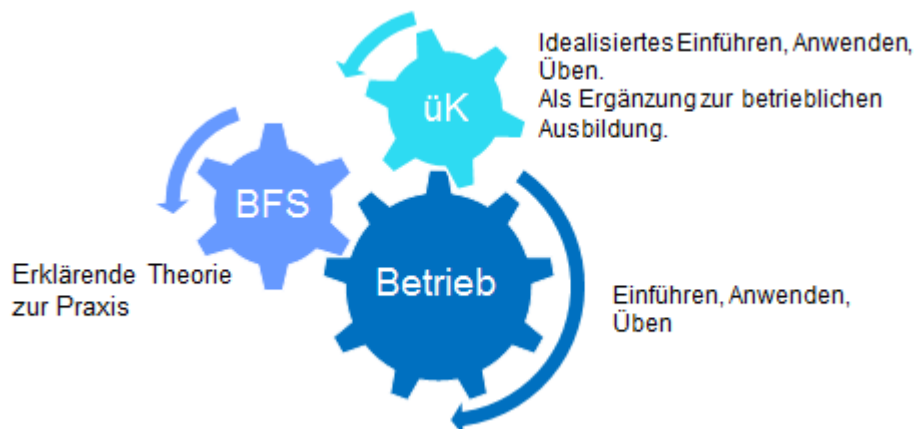 Idealisiertes Einführen, Anwenden,
Üben.
Als Ergänzung zur betrieblichen
Ausbildung.
üK
BFS
Erklärende Theorie
zur Praxis
Betrieb
Einführen, Anwenden,
Üben